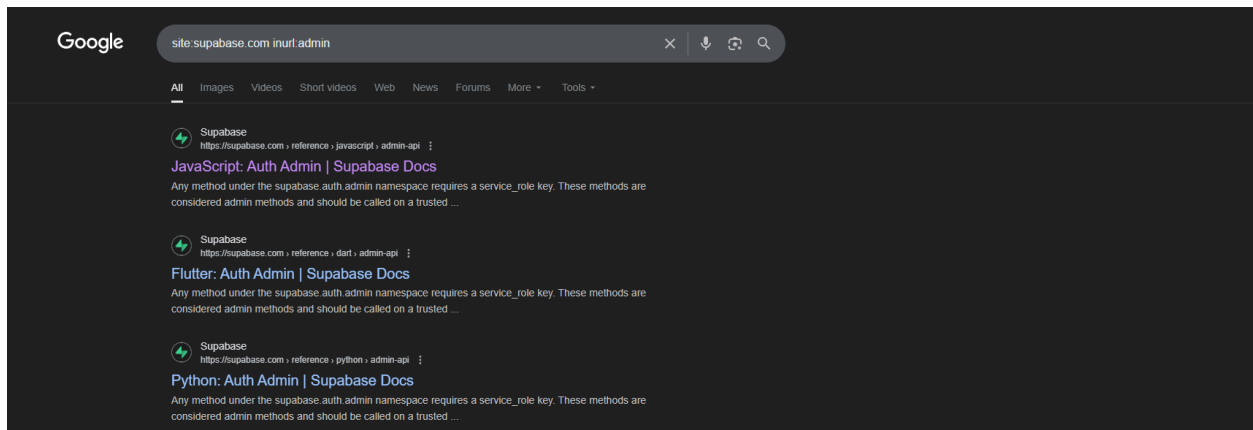 Google
site:supabase.com inurl:admin
All Images Videos Short videos Web News Forums More Tools
Supabase
https://supabase.com › reference › javascript › admin-api
JavaScript: Auth Admin | Supabase Docs
Any method under the supabase.auth.admin namespace requires a service_role key. These methods are
considered admin methods and should be called on a trusted ...
Supabase
https://supabase.com › reference › dart › admin-api
Flutter: Auth Admin | Supabase Docs
Any method under the supabase.auth.admin namespace requires a service_role key. These methods are
considered admin methods and should be called on a trusted ...
Supabase
https://supabase.com › reference › python › admin-api
Python: Auth Admin | Supabase Docs
Any method under the supabase.auth.admin namespace requires a service_role key. These methods are
considered admin methods and should be called on a trusted ...